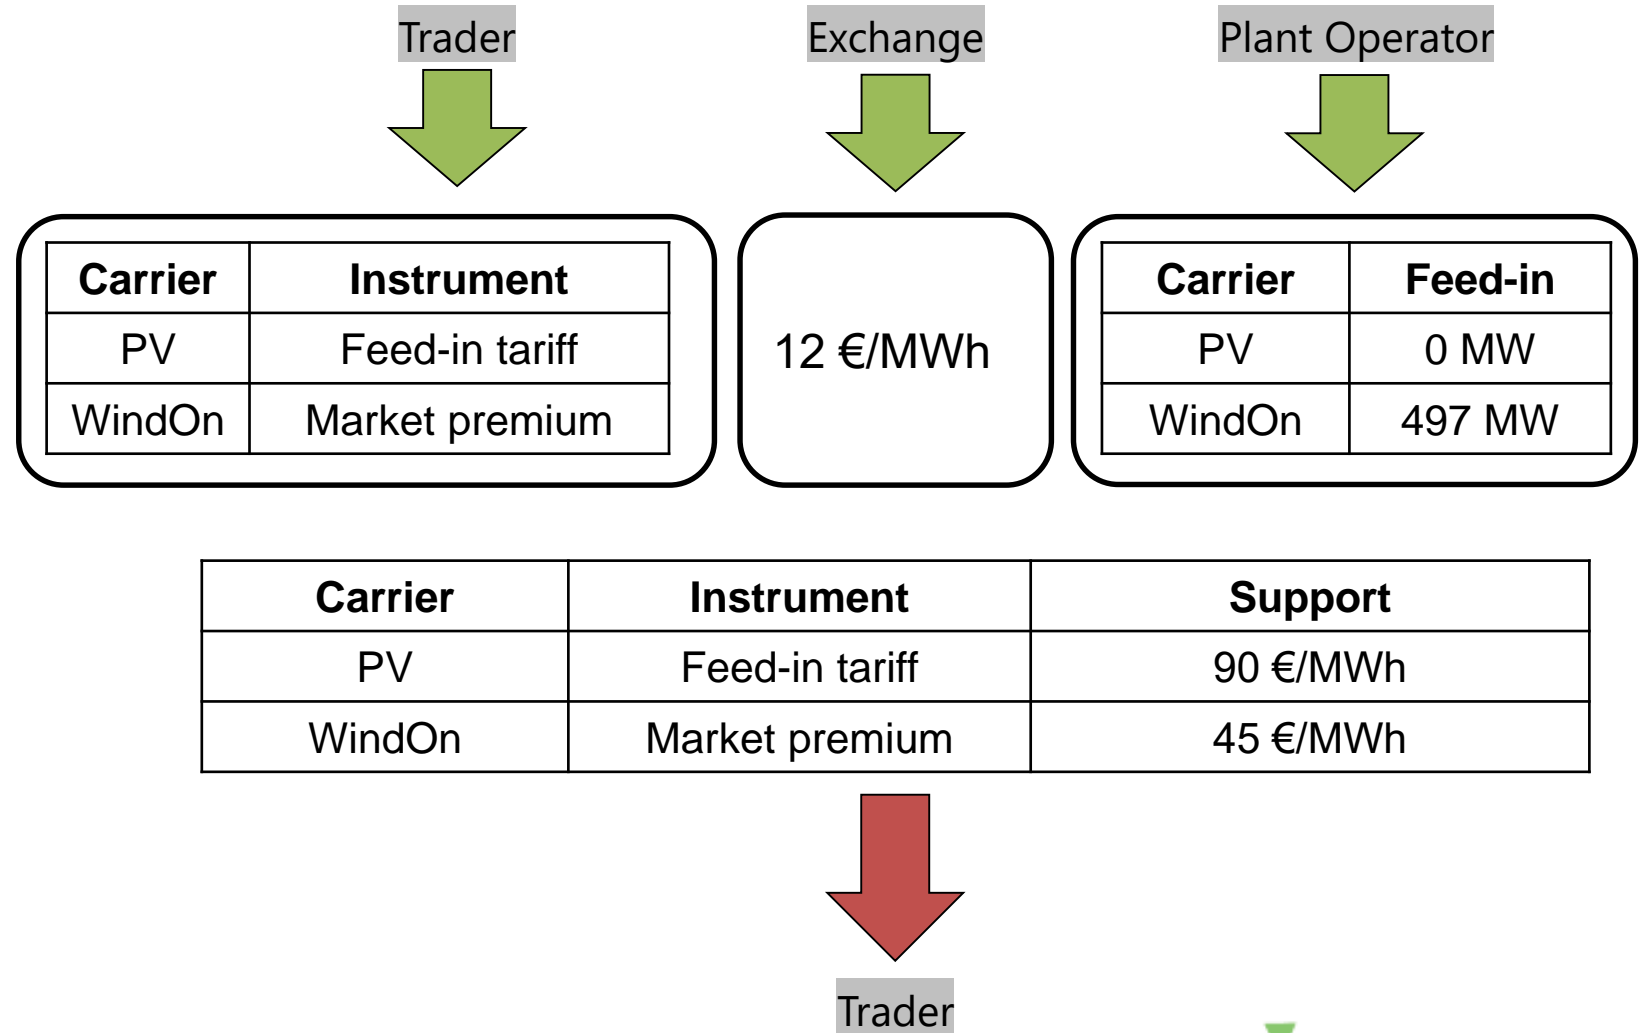 Trader Exchange Plant Operator
Carrier Instrument
PV Feed-in tariff
WindOn Market premium
12 €/MWh
Carrier Feed-in
PV 0 MW
WindOn 497 MW
Carrier Instrument Support
PV Feed-in tariff 90 €/MWh
WindOn Market premium 45 €/MWh
Trader